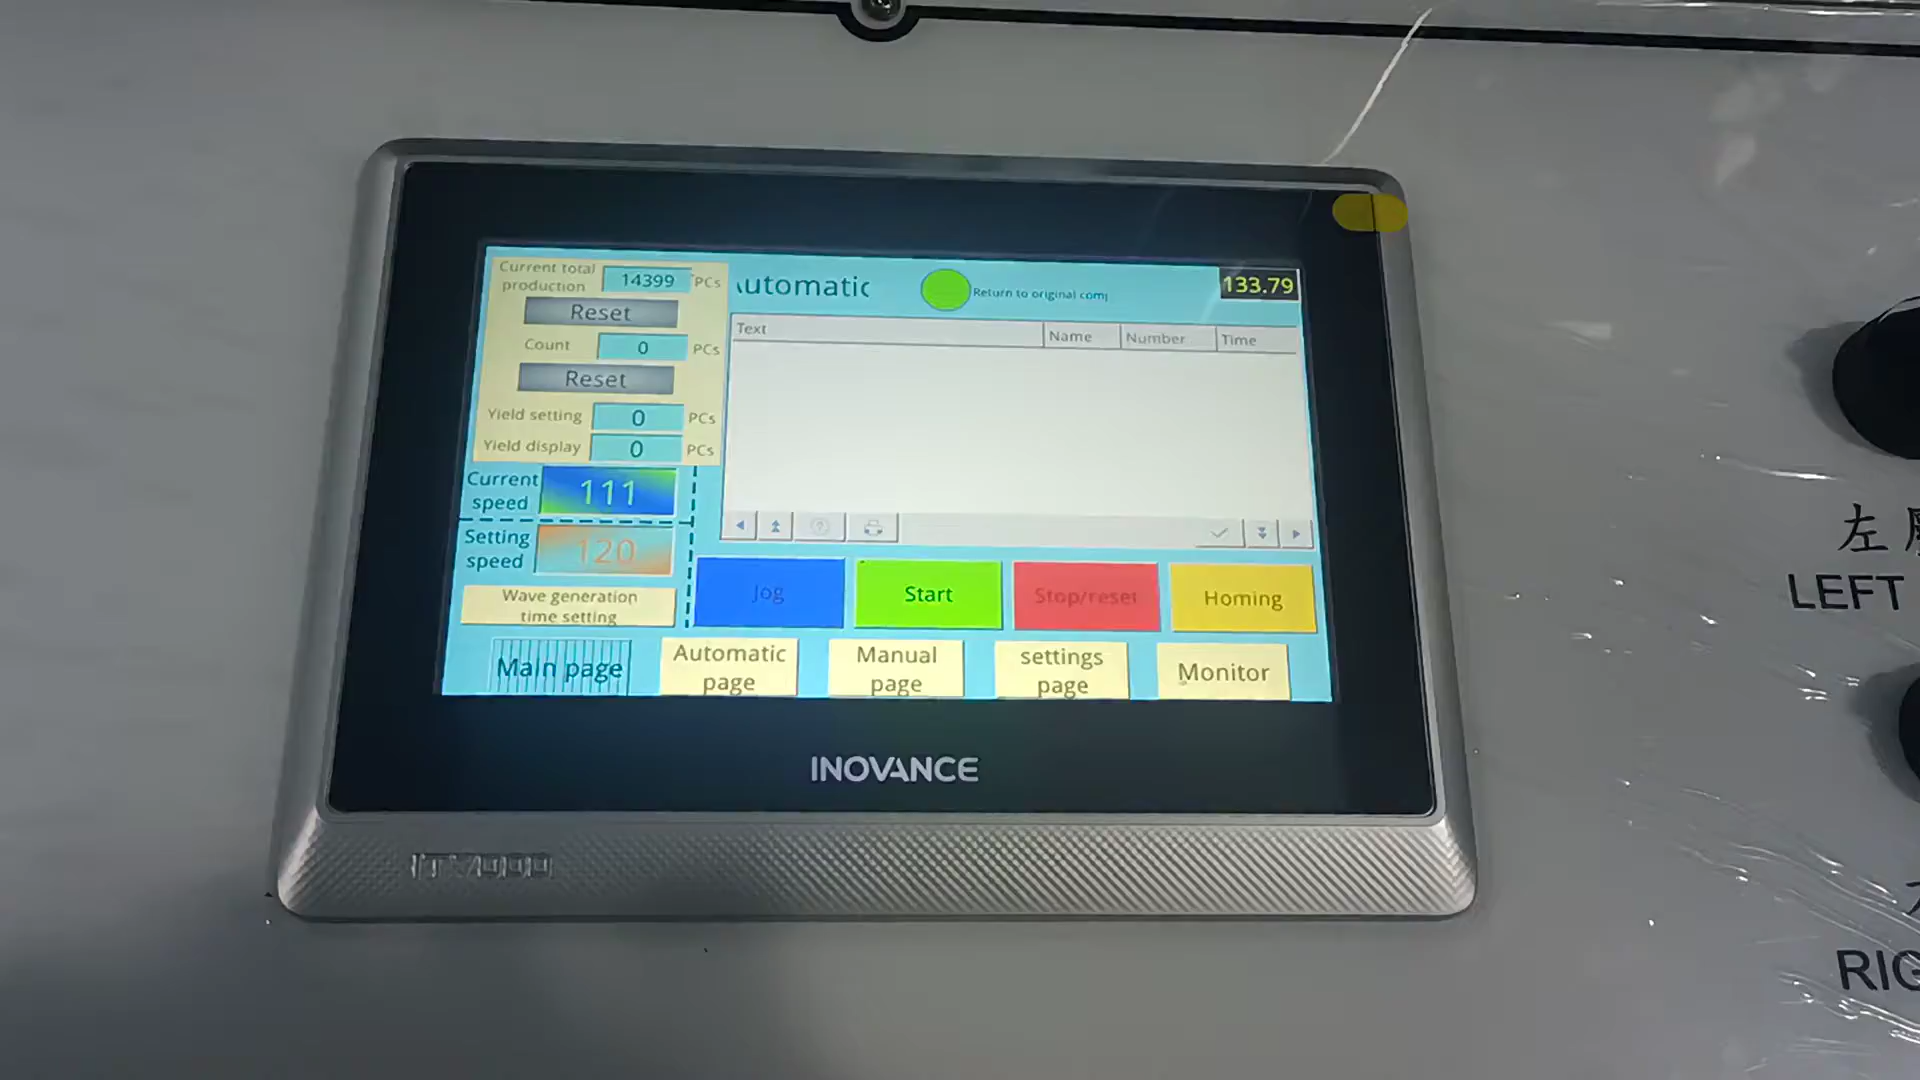 Current total
production
14399
PCs
Reset
Count
0
PCs
Reset
Yield setting
0
PCs
Yield display
0
PCs
Current
speed
111
Setting
speed
120
Wave generation
time setting
utomatic
Return to original com
133.79
Text
Name
Number
Time
Jog
Start
Stop/reset
Homing
Main page
Automatic
page
Manual
page
settings
page
Monitor
INOVANCE
IT7000
左
LEFT
RIG